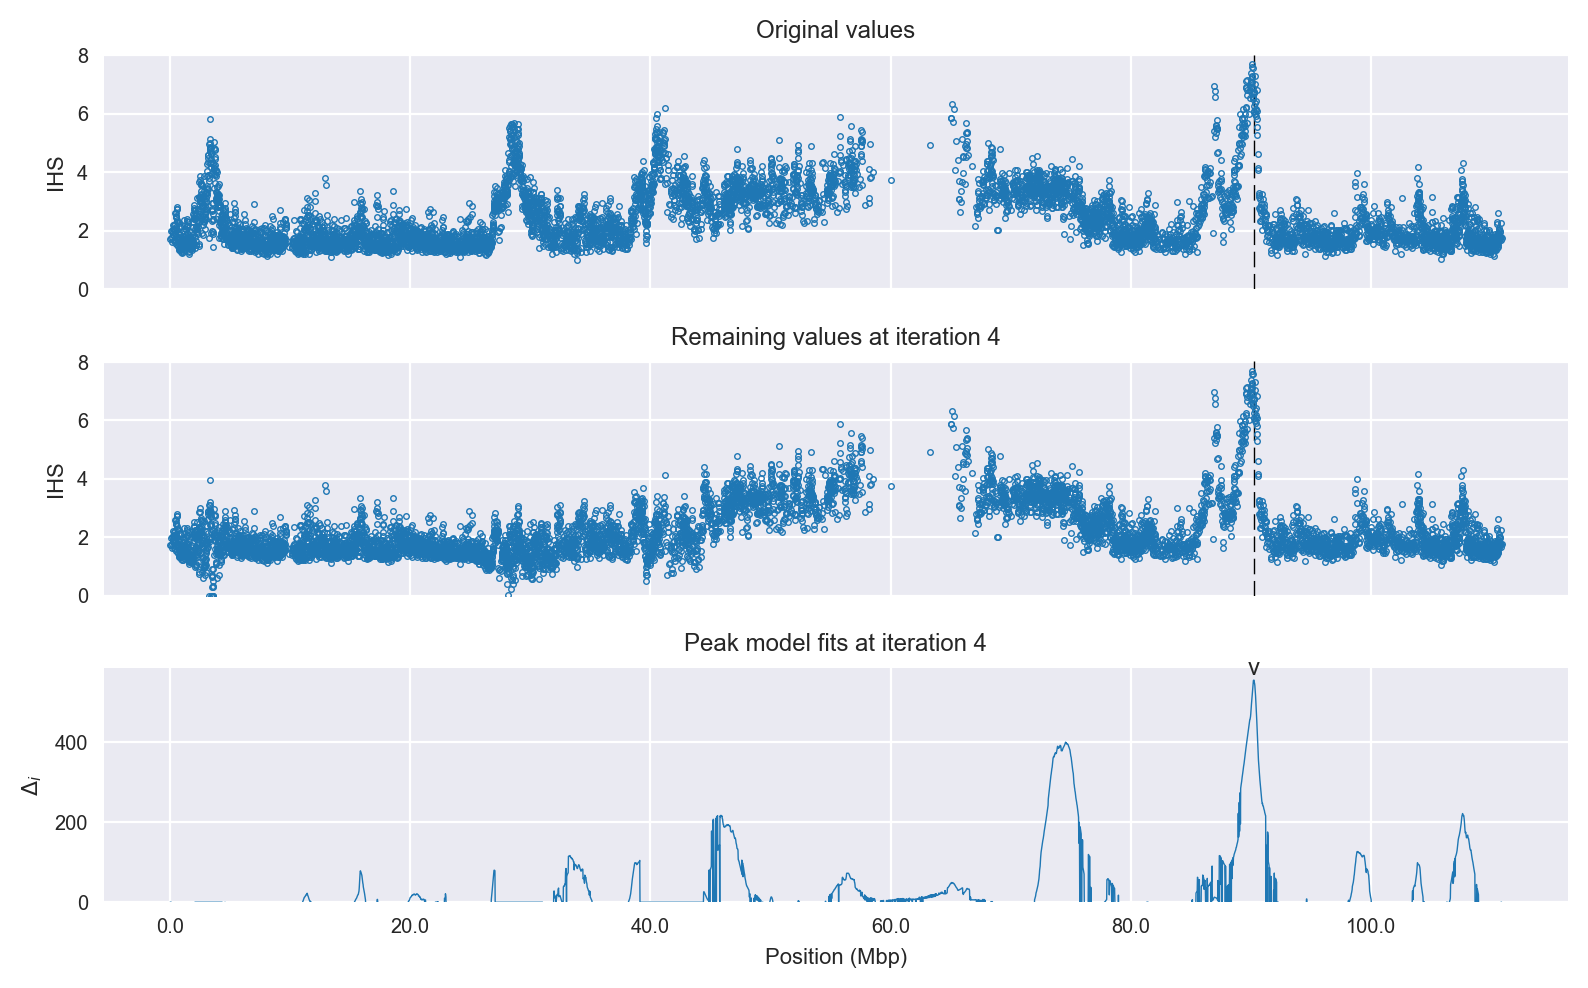 Original values
8
6
4
2
0
IHS
Remaining values at iteration 4
8
6
4
2
0
IHS
Peak model fits at iteration 4
v
400
200
0
Δi
0.0 20.0 40.0 60.0 80.0 100.0
Position (Mbp)